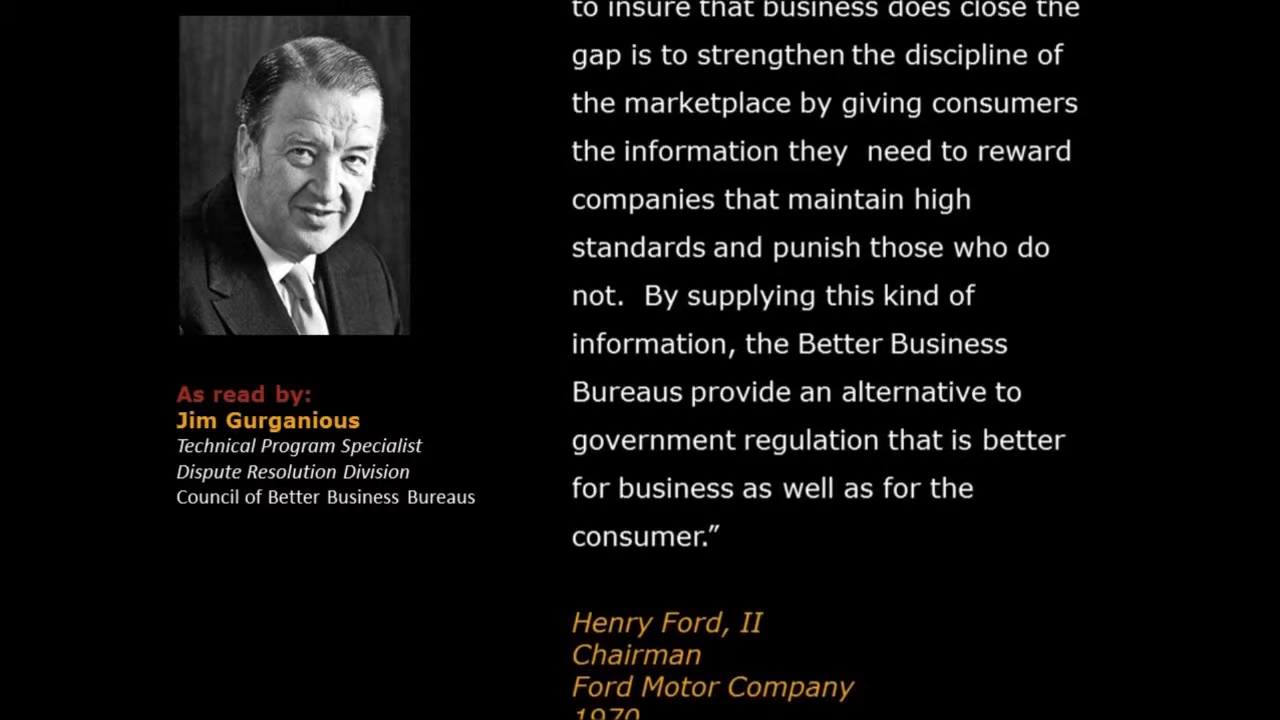 As read by:
Jim Gurganious
Technical Program Specialist
Dispute Resolution Division
Council of Better Business Bureaus
to insure that business does close the
gap is to strengthen the discipline of
the marketplace by giving consumers
the information they  need to reward
companies that maintain high
standards and punish those who do
not.  By supplying this kind of
information, the Better Business
Bureaus provide an alternative to
government regulation that is better
for business as well as for the
consumer.”
Henry Ford, II
Chairman
Ford Motor Company
1970